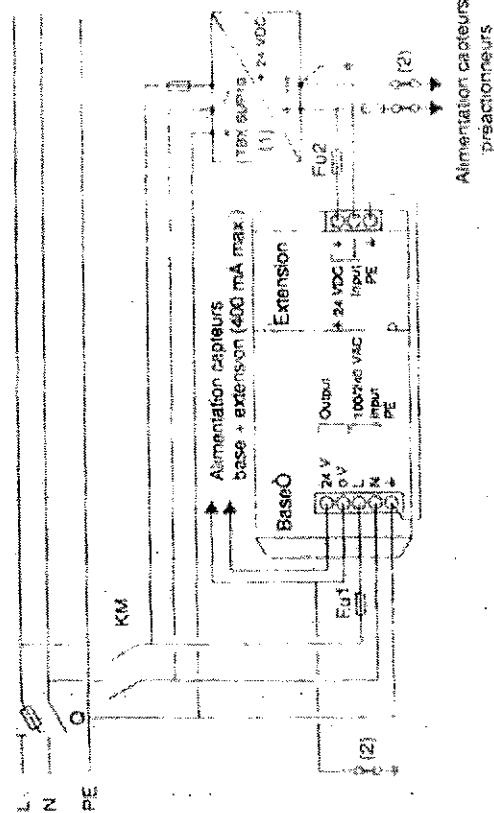 L
N
PE
Q
KM
Alimentation capteurs
base + extension (400 mA max.)
(1)
+ 24 VDC
Fu2
(2)
Alimentation capteurs
préactionneurs
Base
Extension
24 V
0 V
L
N
Output
100/240 VAC
Input
PE
+ 24 VDC
Input
PE
Fu1
(2)